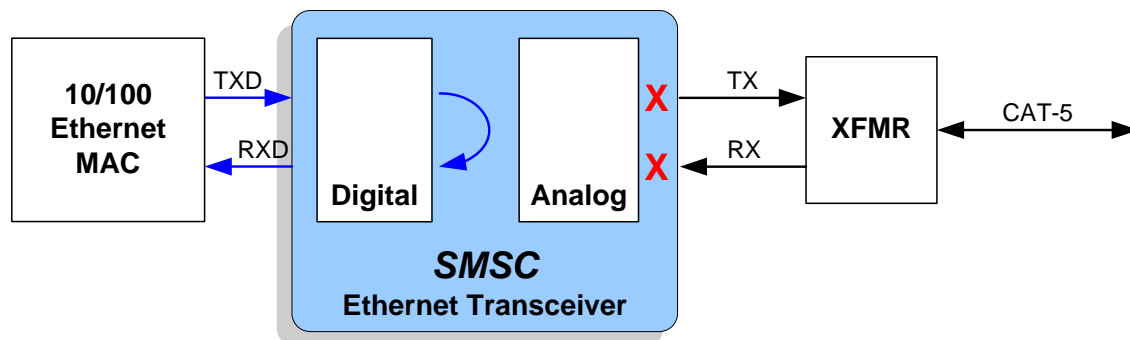 10/100
Ethernet
MAC
TXD
RXD
Digital
Analog
X
X
SMSC
Ethernet Transceiver
TX
RX
XFMR
CAT-5